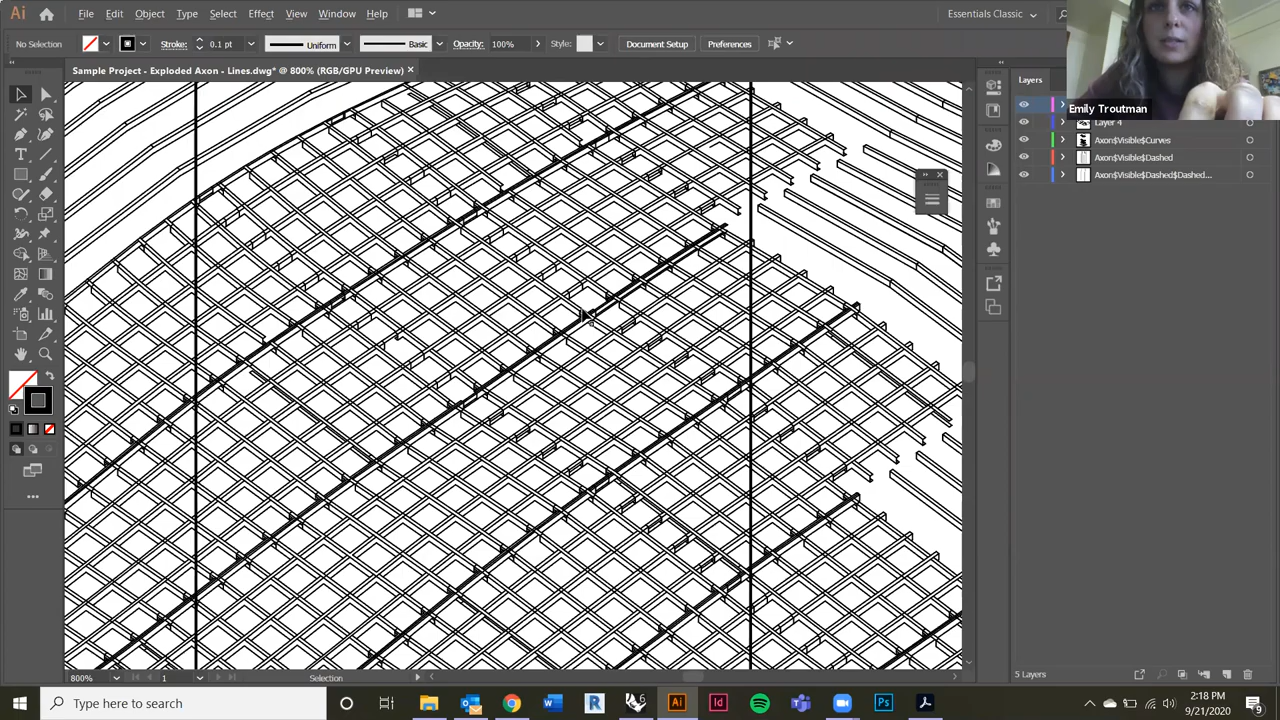 Ai File Edit Object Type Select Effect View Window Help Essentials Classic
No Selection Stroke: 0.1 pt Uniform Basic Opacity: 100% Style: Document Setup Preferences
Sample Project - Exploded Axon - Lines.dwg* @ 800% (RGB/GPU Preview) ×
Layers
Emily Troutman
Layer 4
Axon$Visible$Curves
Axon$Visible$Dashed
Axon$Visible$Dashed$Dashed...
800% 1 Selection 5 Layers
Type here to search
2:18 PM
9/21/2020